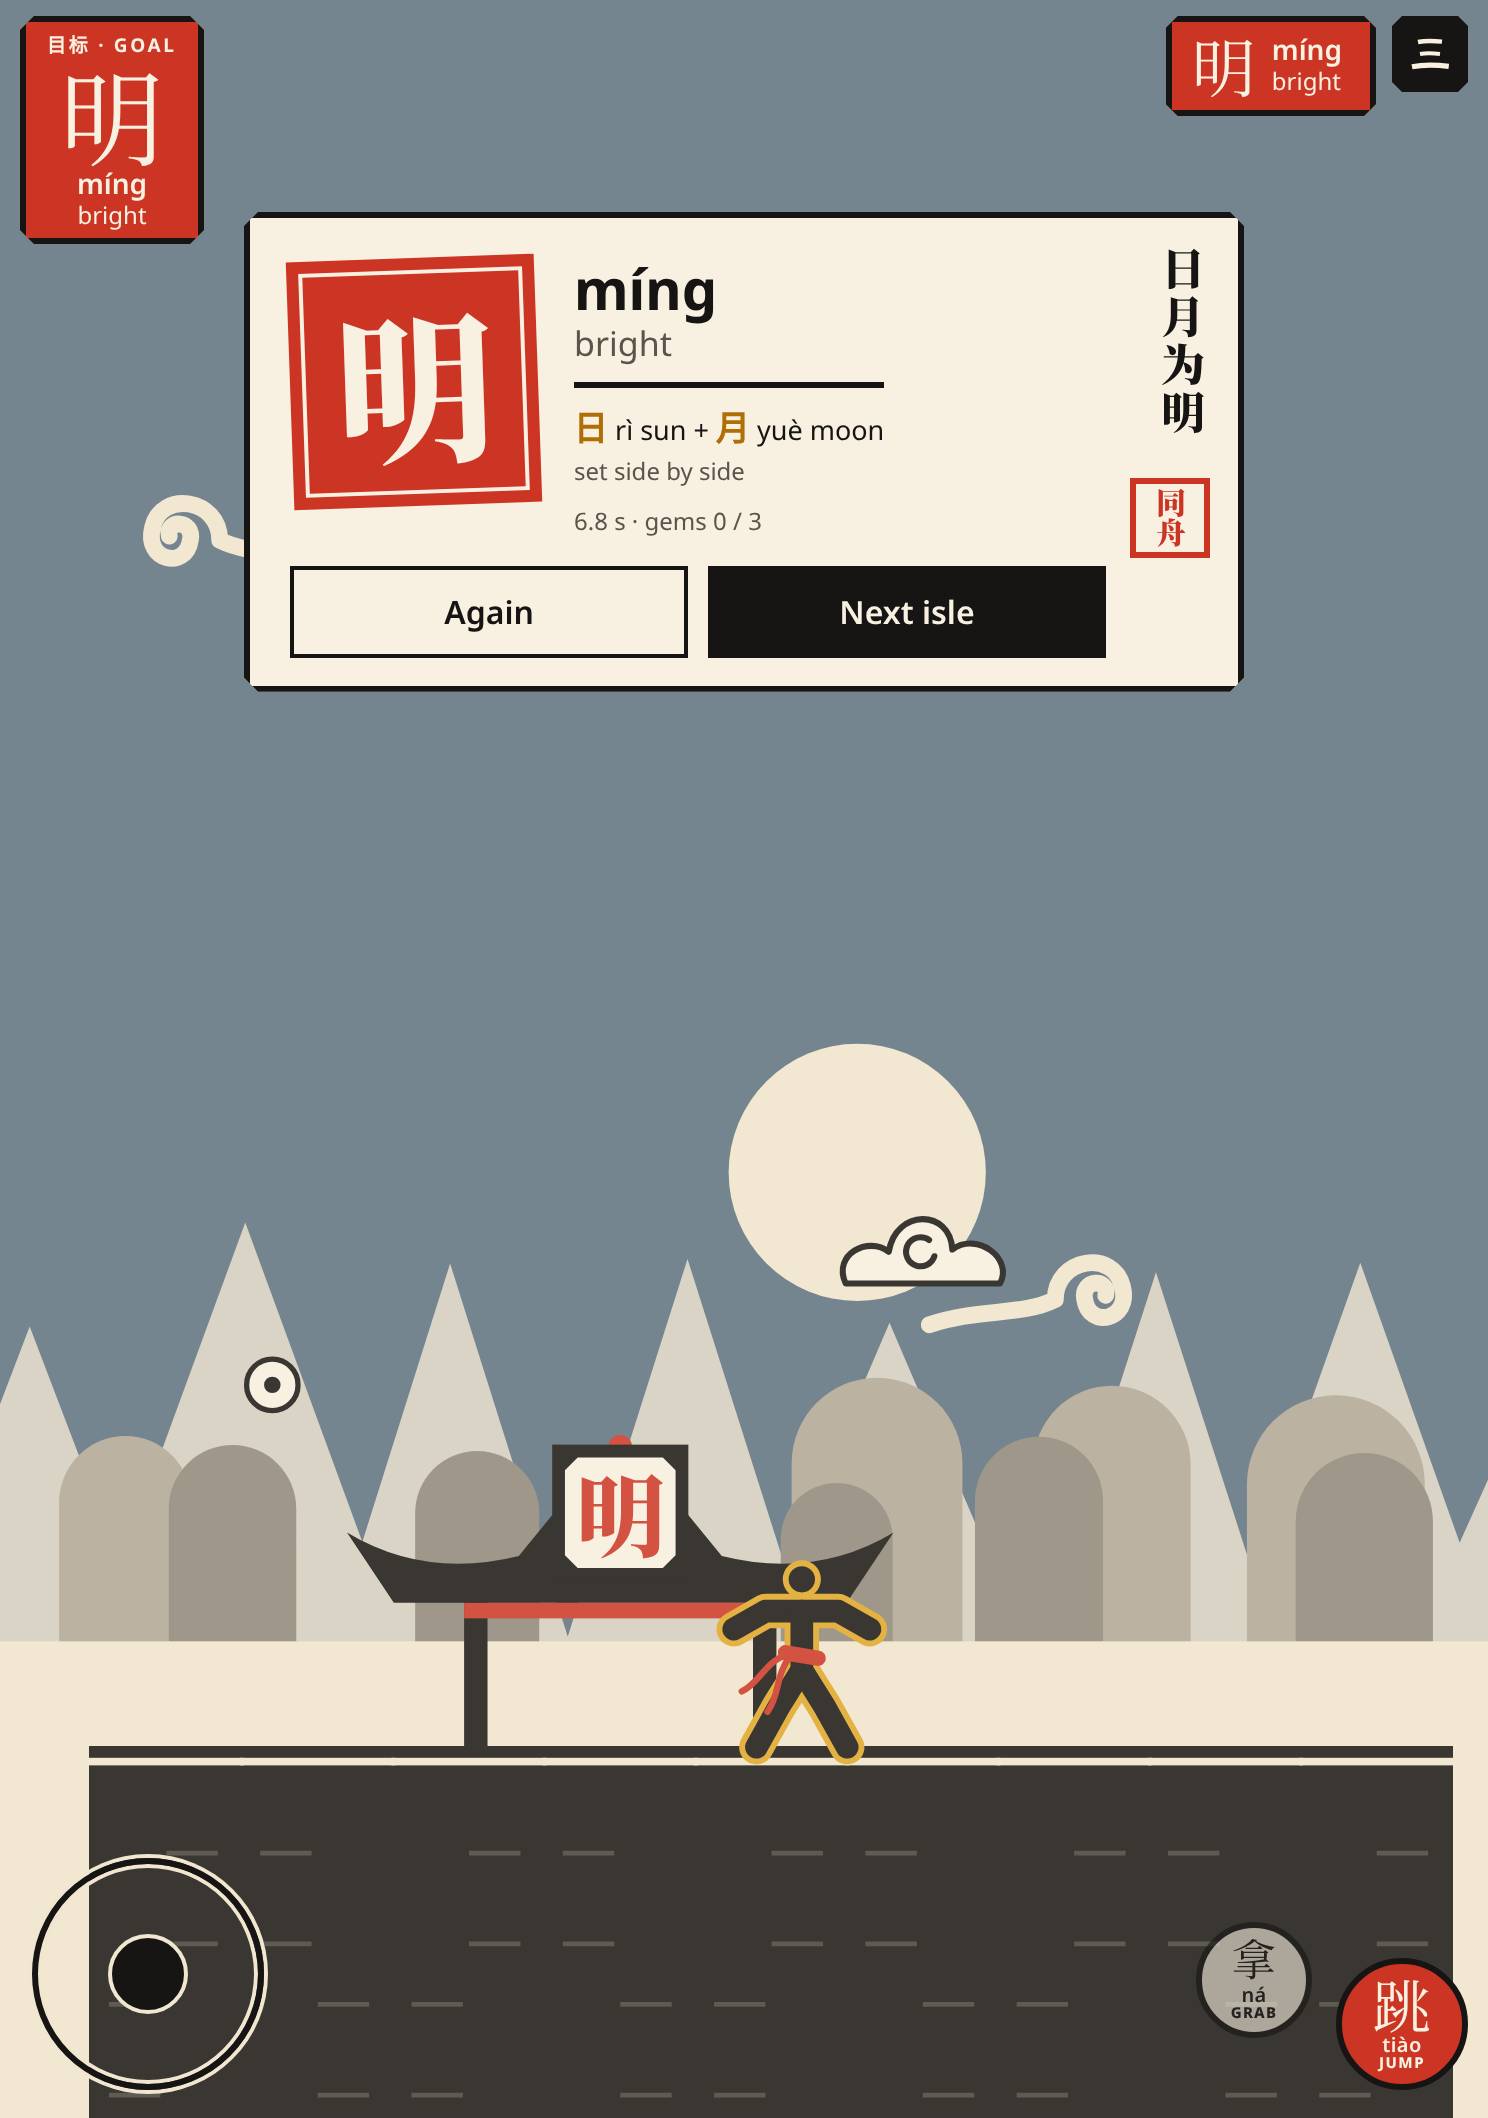 目标 · GOAL
明
míng
bright
明
míng
bright
三
明
míng
bright
日 rì sun + 月 yuè moon
set side by side
6.8 s · gems 0 / 3
日月为明
同舟
Again
Next isle
明
拿
ná
GRAB
跳
tiào
JUMP